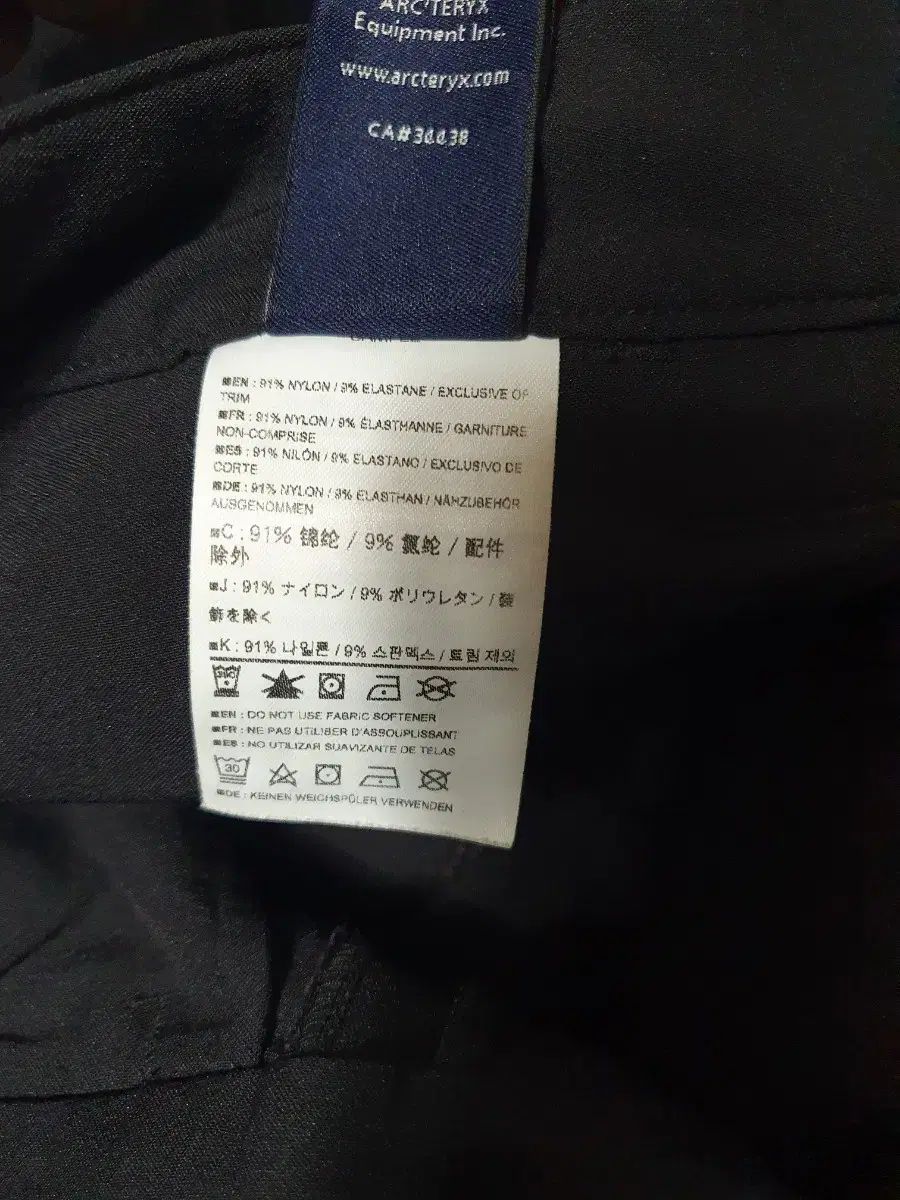 ARC'TERYX
Equipment Inc.
www.arcteryx.com
CA#30038
EN : 91% NYLON / 9% ELASTANE / EXCLUSIVE OF
TRIM
FR : 91% NYLON / 9% ÉLASTHANNE / GARNITURE
NON-COMPRISE
ES : 91% NILÓN / 9% ELASTANO / EXCLUSIVO DE
CORTE
DE : 91% NYLON / 9% ELASTHAN / NÄHZUBEHÖR
AUSGENOMMEN
C : 91% 锦纶 / 9% 氨纶 / 配件
除外
J : 91% ナイロン / 9% ポリウレタン / 装
飾を除く
K : 91% 나일론 / 9% 스판덱스 / 트림 제외
EN : DO NOT USE FABRIC SOFTENER
FR : NE PAS UTILISER D'ASSOUPLISSANT
ES : NO UTILIZAR SUAVIZANTE DE TELAS
30
DE : KEINEN WEICHSPÜLER VERWENDEN